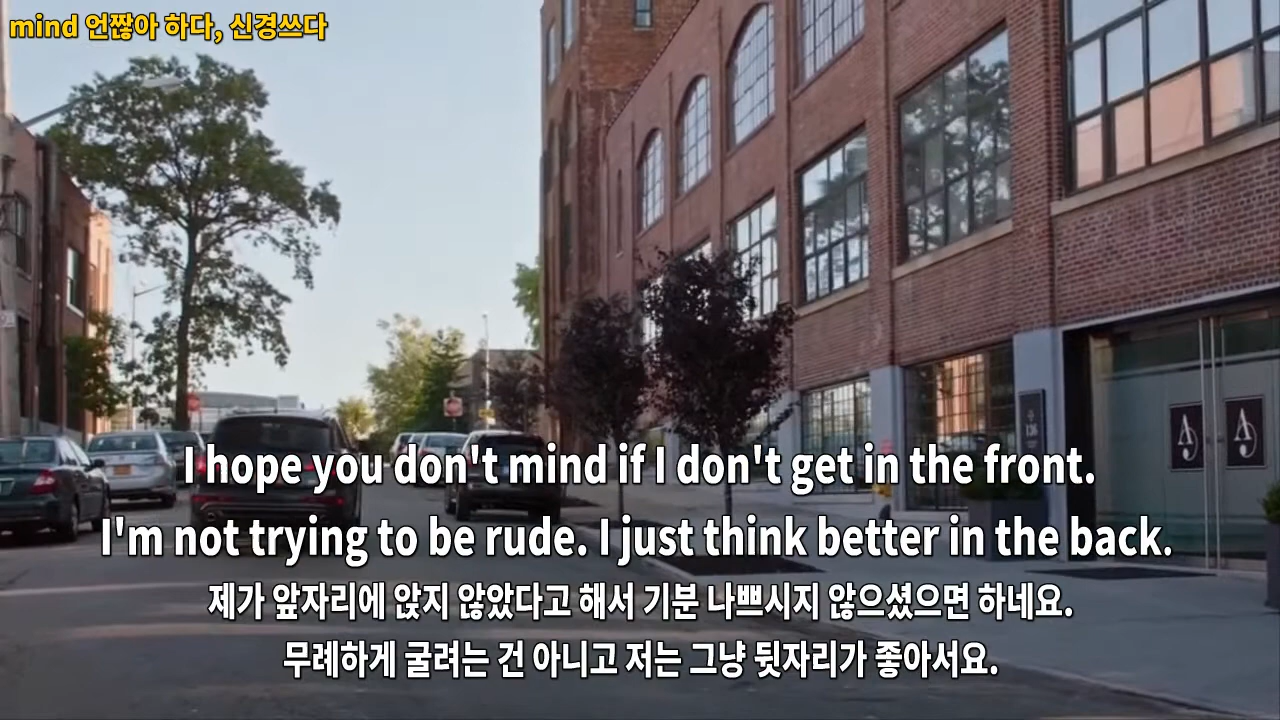 mind 언짢아 하다, 신경쓰다
I hope you don't mind if I don't get in the front.
I'm not trying to be rude. I just think better in the back.
제가 앞자리에 앉지 않았다고 해서 기분 나쁘시지 않으셨으면 하네요.
무례하게 굴려는 건 아니고 저는 그냥 뒷자리가 좋아서요.